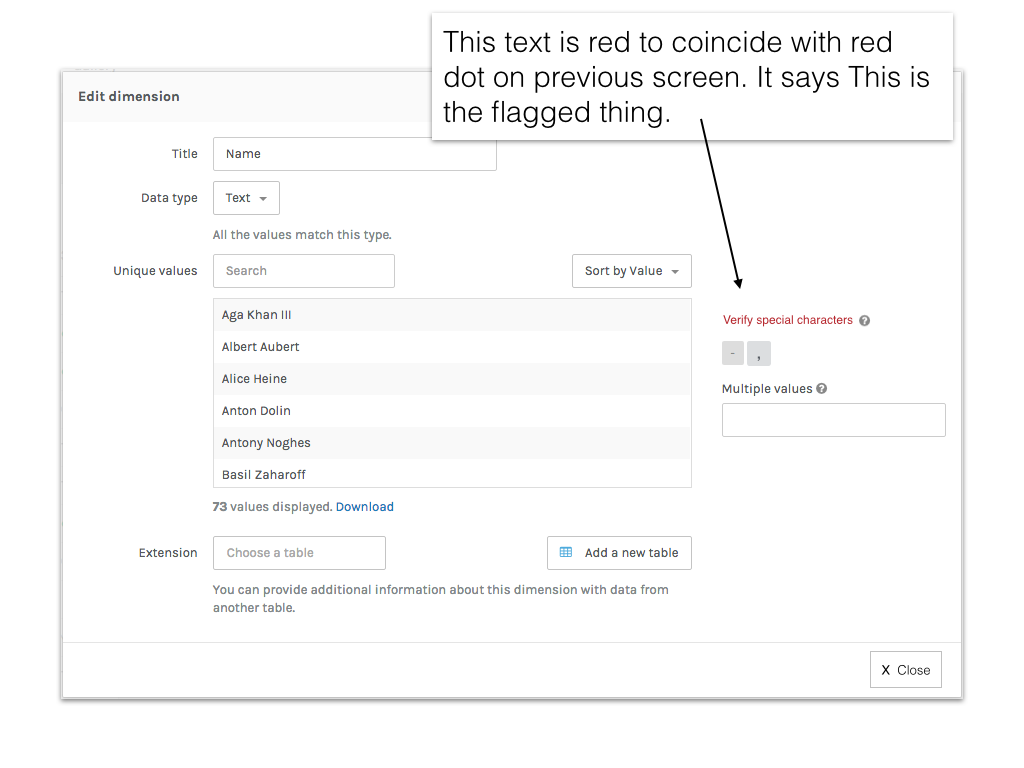 This text is red to coincide with red
dot on previous screen. It says This is
the flagged thing.
Edit dimension
Title
Name
Data type
Text
All the values match this type.
Unique values
Search
Sort by Value
Aga Khan III
Albert Aubert
Alice Heine
Anton Dolin
Antony Noghes
Basil Zaharoff
73 values displayed. Download
Verify special characters ?
- ,
Multiple values ?
Extension
Choose a table
Add a new table
You can provide additional information about this dimension with data from
another table.
X Close